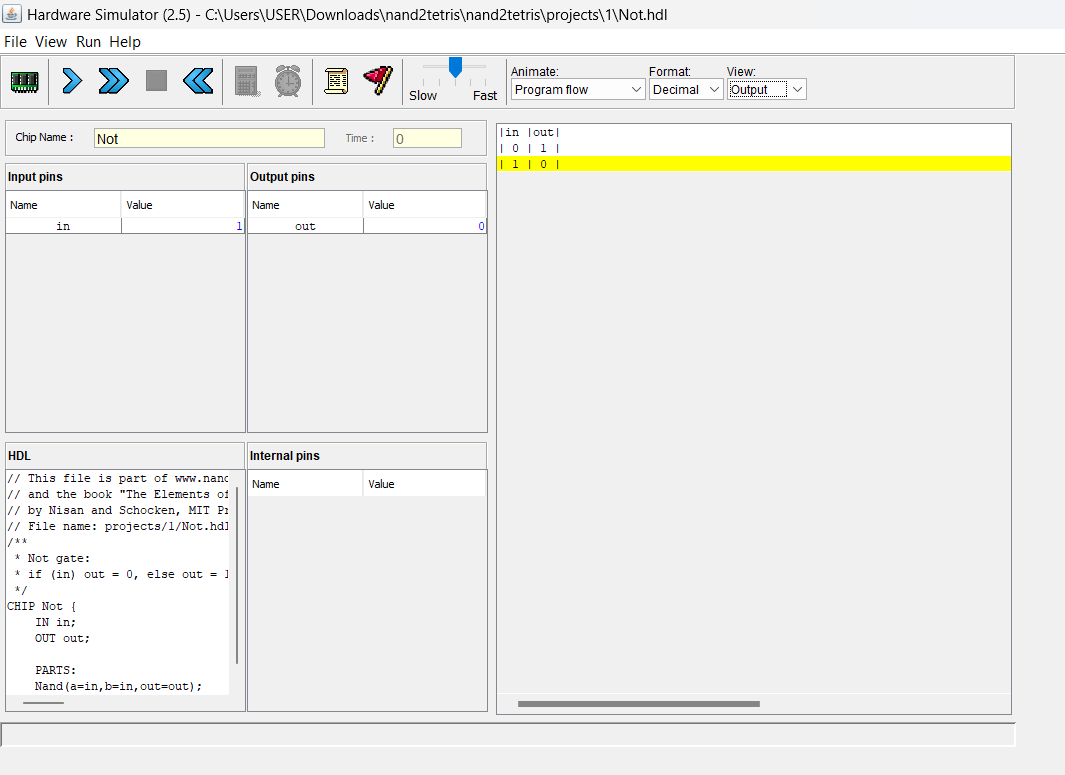 Hardware Simulator (2.5) - C:\Users\USER\Downloads\nand2tetris\nand2tetris\projects\1\Not.hdl
File View Run Help
Slow Fast
Animate: Format: View:
Program flow Decimal Output
Chip Name : Not Time : 0
Input pins
Name Value
in 1
Output pins
Name Value
out 0
|in |out|
| 0 | 1 |
| 1 | 0 |
HDL
// This file is part of www.nand
// and the book "The Elements of
// by Nisan and Schocken, MIT Pr
// File name: projects/1/Not.hdl
/**
* Not gate:
* if (in) out = 0, else out = 1
*/
CHIP Not {
IN in;
OUT out;
PARTS:
Nand(a=in,b=in,out=out);
Internal pins
Name Value